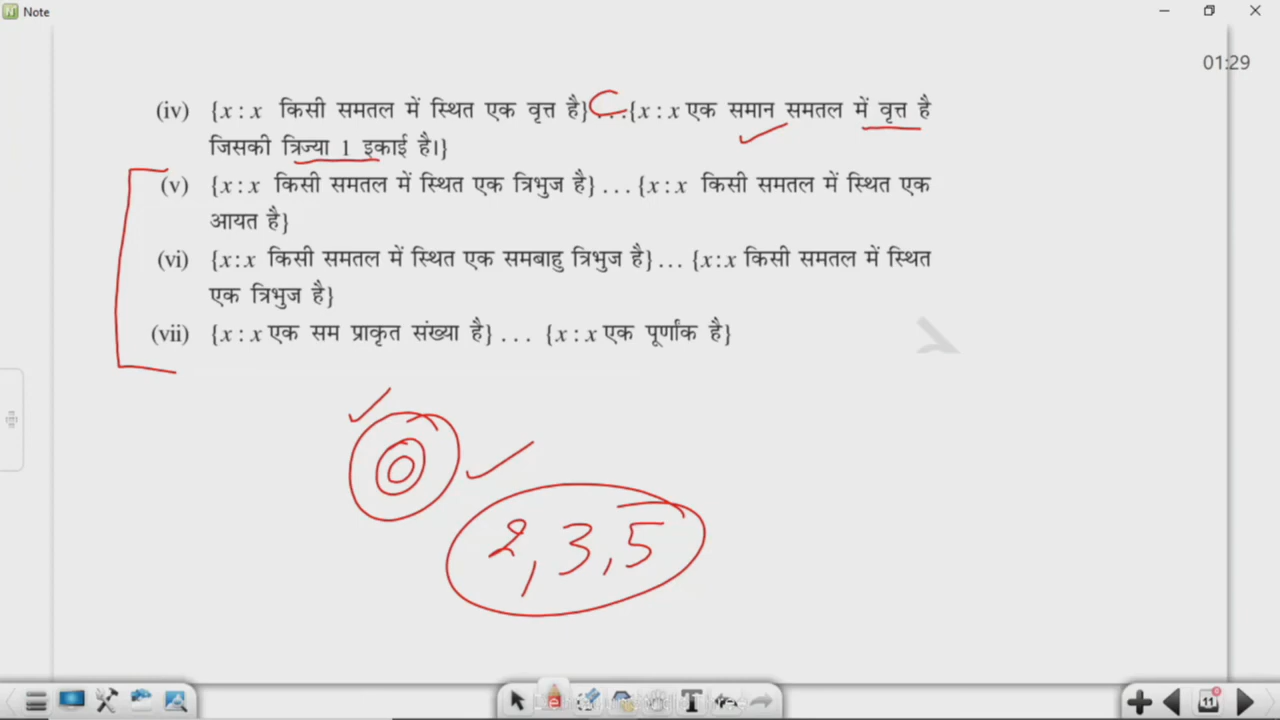 Note
01:29
(iv) {x : x किसी समतल में स्थित एक वृत्त है} ⊂ ...{x : x एक समान समतल में वृत्त है
जिसकी त्रिज्या 1 इकाई है।}
(v) {x : x किसी समतल में स्थित एक त्रिभुज है} . . . {x : x किसी समतल में स्थित एक
आयत है}
(vi) {x : x किसी समतल में स्थित एक समबाहु त्रिभुज है} . . . {x : x किसी समतल में स्थित
एक त्रिभुज है}
(vii) {x : x एक सम प्राकृत संख्या है} . . . {x : x एक पूर्णांक है}
2, 3, 5
T
11